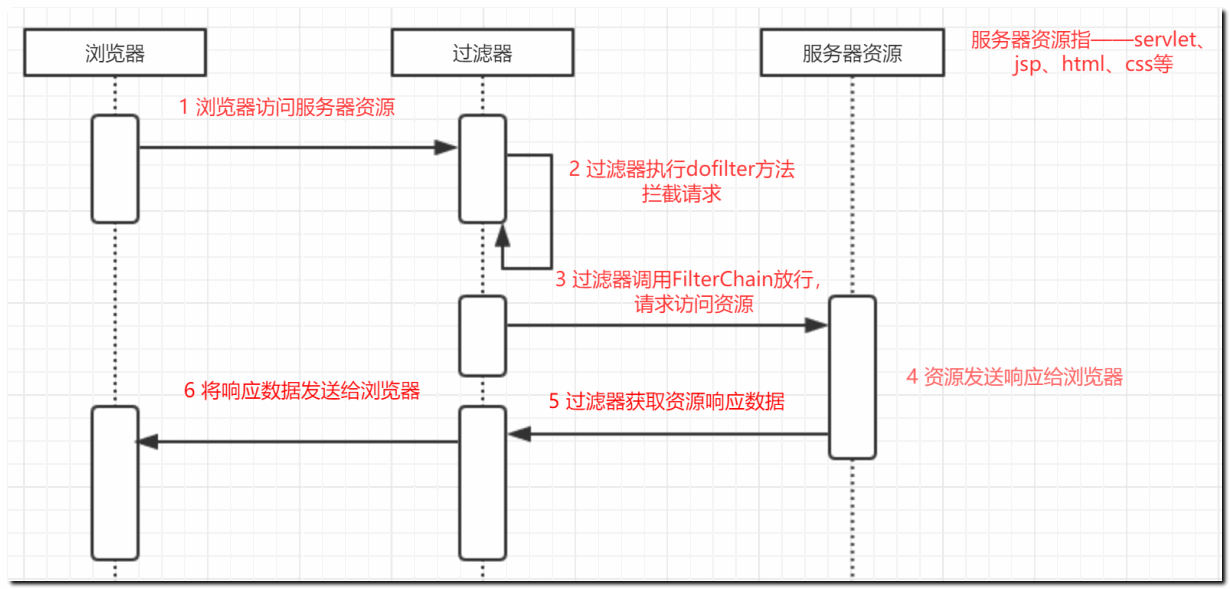 浏览器
过滤器
服务器资源
服务器资源指——servlet、
jsp、html、css等
1 浏览器访问服务器资源
2 过滤器执行dofilter方法
拦截请求
3 过滤器调用FilterChain放行，
请求访问资源
4 资源发送响应给浏览器
5 过滤器获取资源响应数据
6 将响应数据发送给浏览器